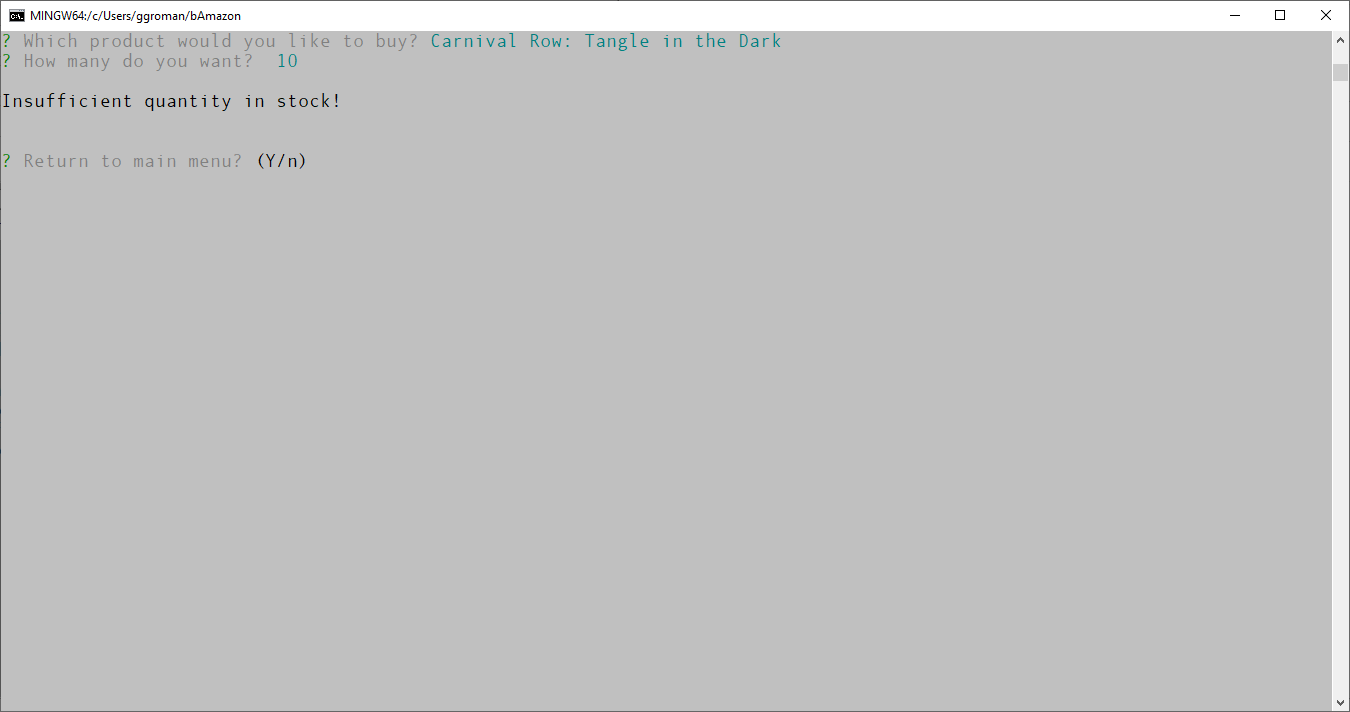 MINGW64:/c/Users/ggroman/bAmazon
? Which product would you like to buy? Carnival Row: Tangle in the Dark
? How many do you want?  10
Insufficient quantity in stock!
? Return to main menu? (Y/n)